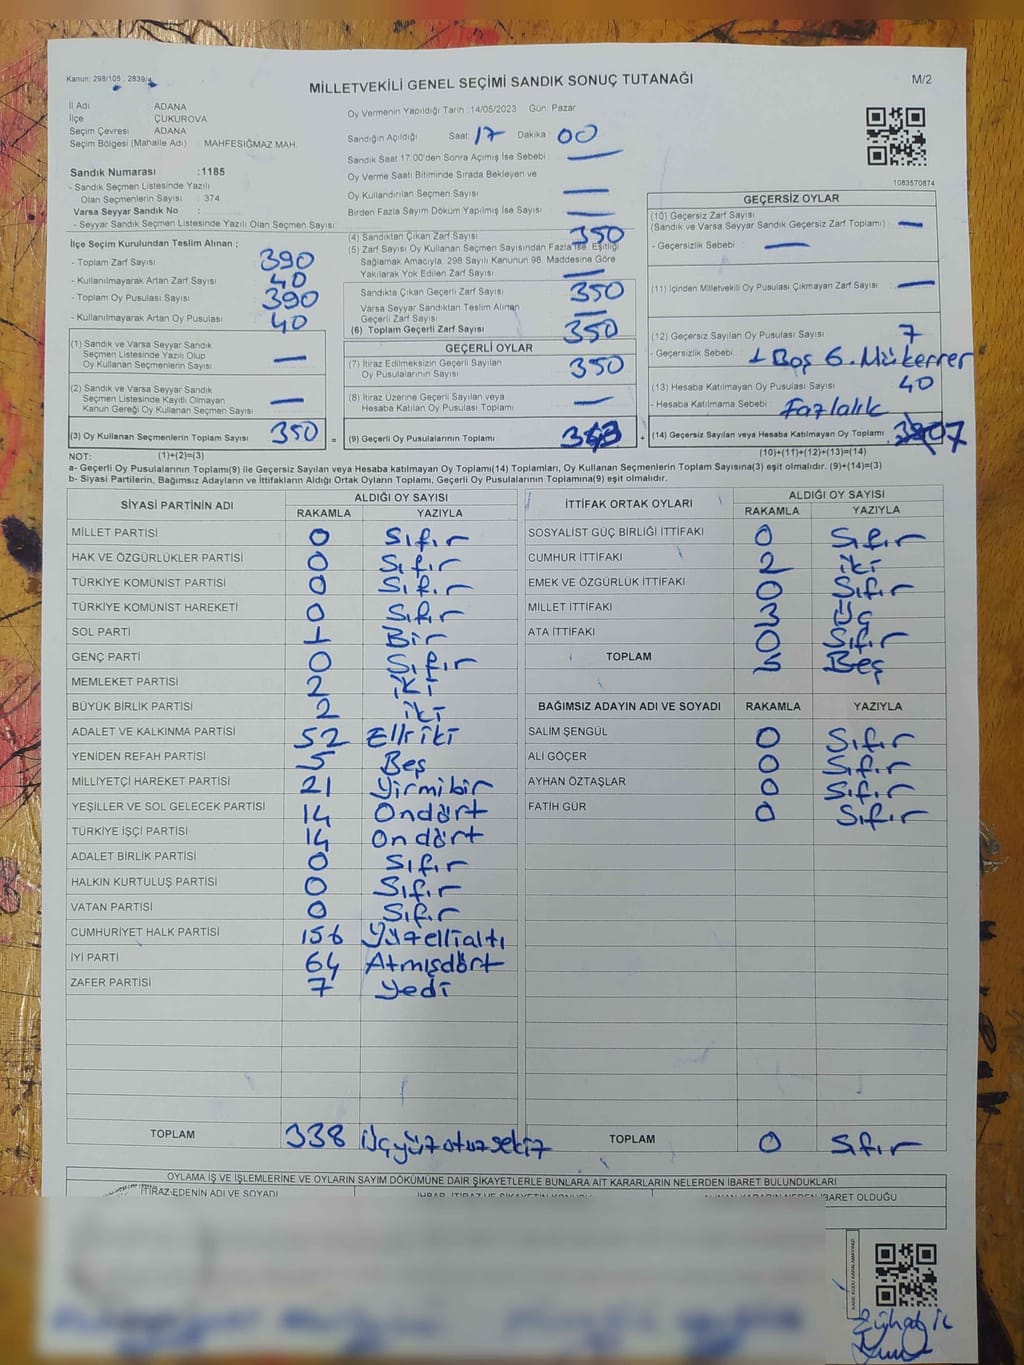 Kanun: 298/105 , 2839/4
MİLLETVEKİLİ GENEL SEÇİMİ SANDIK SONUÇ TUTANAĞI
M/2
İl Adı ADANA
İlçe ÇUKUROVA
Seçim Çevresi ADANA
Seçim Bölgesi (Mahalle Adı) MAHFESIĞMAZ MAH.
Sandık Numarası :1185
- Sandık Seçmen Listesinde Yazılı
Olan Seçmenlerin Sayısı : 374
Varsa Seyyar Sandık No :
- Seyyar Sandık Seçmen Listesinde Yazılı Olan Seçmen Sayısı:
İlçe Seçim Kurulundan Teslim Alınan ;
- Toplam Zarf Sayısı 390
- Kullanılmayarak Artan Zarf Sayısı 40
- Toplam Oy Pusulası Sayısı 390
- Kullanılmayarak Artan Oy Pusulası 40
(1) Sandık ve Varsa Seyyar Sandık
Seçmen Listesinde Yazılı Olup
Oy Kullanan Seçmenlerin Sayısı —
(2) Sandık ve Varsa Seyyar Sandık
Seçmen Listesinde Kayıtlı Olmayan
Kanun Gereği Oy Kullanan Seçmen Sayısı —
(3) Oy Kullanan Seçmenlerin Toplam Sayısı 350 =
Oy Vermenin Yapıldığı Tarih :14/05/2023 Gün: Pazar
Sandığın Açıldığı Saat 17 Dakika : 00
Sandık Saat 17.00'den Sonra Açımış İse Sebebi : —
Oy Verme Saati Bitiminde Sırada Bekleyen ve
Oy Kullandırılan Seçmen Sayısı —
Birden Fazla Sayım Döküm Yapılmış İse Sayısı —
(4) Sandıktan Çıkan Zarf Sayısı 350
(5) Zarf Sayısı Oy Kullanan Seçmen Sayısından Fazla İse, Eşitliği
Sağlamak Amacıyla, 298 Sayılı Kanunun 98. Maddesine Göre
Yakılarak Yok Edilen Zarf Sayısı —
Sandıkta Çıkan Geçerli Zarf Sayısı 350
Varsa Seyyar Sandıktan Teslim Alınan
Geçerli Zarf Sayısı —
(6) Toplam Geçerli Zarf Sayısı 350
GEÇERLİ OYLAR
(7) İtiraz Edilmeksizin Geçerli Sayılan
Oy Pusulalarının Sayısı 350
(8) İtiraz Üzerine Geçerli Sayılan veya
Hesaba Katılan Oy Pusulası Toplamı —
(9) Geçerli Oy Pusulalarının Toplamı 343 +
1083570874
GEÇERSİZ OYLAR
(10) Geçersiz Zarf Sayısı
(Sandık ve Varsa Seyyar Sandık Geçersiz Zarf Toplamı) —
- Geçersizlik Sebebi : —
(11) İçinden Milletvekili Oy Pusulası Çıkmayan Zarf Sayısı : —
(12) Geçersiz Sayılan Oy Pusulası Sayısı 7
- Geçersizlik Sebebi : 1 Boş 6. Mükerrer
(13) Hesaba Katılmayan Oy Pusulası Sayısı 40
- Hesaba Katılmama Sebebi : Fazlalık
(14) Geçersiz Sayılan veya Hesaba Katılmayan Oy Toplamı 7
NOT: (1)+(2)=(3)
(10)+(11)+(12)+(13)=(14)
a- Geçerli Oy Pusulalarının Toplamı(9) ile Geçersiz Sayılan veya Hesaba katılmayan Oy Toplamı(14) Toplamları, Oy Kullanan Seçmenlerin Toplam Sayısına(3) eşit olmalıdır. (9)+(14)=(3)
b- Siyasi Partilerin, Bağımsız Adayların ve İttifakların Aldığı Ortak Oyların Toplamı, Geçerli Oy Pusulalarının Toplamına(9) eşit olmalıdır.
SİYASİ PARTİNİN ADI ALDIĞI OY SAYISI
RAKAMLA YAZIYLA
MİLLET PARTİSİ 0 Sıfır
HAK VE ÖZGÜRLÜKLER PARTİSİ 0 Sıfır
TÜRKİYE KOMÜNİST PARTİSİ 0 Sıfır
TÜRKİYE KOMÜNİST HAREKETİ 0 Sıfır
SOL PARTİ 1 Bir
GENÇ PARTİ 0 Sıfır
MEMLEKET PARTİSİ 2 iki
BÜYÜK BİRLİK PARTİSİ 2 iki
ADALET VE KALKINMA PARTİSİ 52 Elliiki
YENİDEN REFAH PARTİSİ 5 Beş
MİLLİYETÇİ HAREKET PARTİSİ 21 Yirmibir
YEŞİLLER VE SOL GELECEK PARTİSİ 14 Ondört
TÜRKİYE İŞÇİ PARTİSİ 14 Ondört
ADALET BİRLİK PARTİSİ 0 Sıfır
HALKIN KURTULUŞ PARTİSİ 0 Sıfır
VATAN PARTİSİ 0 Sıfır
CUMHURİYET HALK PARTİSİ 156 Yüzellialtı
İYİ PARTİ 64 Atmışdört
ZAFER PARTİSİ 7 Yedi
TOPLAM 338 Üçyüzotuzsekiz
İTTİFAK ORTAK OYLARI ALDIĞI OY SAYISI
RAKAMLA YAZIYLA
SOSYALİST GÜÇ BİRLİĞİ İTTİFAKI 0 Sıfır
CUMHUR İTTİFAKI 2 iki
EMEK VE ÖZGÜRLÜK İTTİFAKI 0 Sıfır
MİLLET İTTİFAKI 3 Üç
ATA İTTİFAKI 0 Sıfır
TOPLAM 5 Beş
BAĞIMSIZ ADAYIN ADI VE SOYADI RAKAMLA YAZIYLA
SALİM ŞENGÜL 0 Sıfır
ALİ GÖÇER 0 Sıfır
AYHAN ÖZTAŞLAR 0 Sıfır
FATİH GÜR 0 Sıfır
TOPLAM 0 Sıfır
OYLAMA İŞ VE İŞLEMLERİNE VE OYLARIN SAYIM DÖKÜMÜNE DAİR ŞİKAYETLERLE BUNLARA AİT KARARLARIN NELERDEN İBARET BULUNDUKLARI
İTİRAZ EDENİN ADI VE SOYADI İHBAR, İTİRAZ VE ŞİKAYETİN KONUSU ALINAN KARARIN NEDEN İBARET OLDUĞU